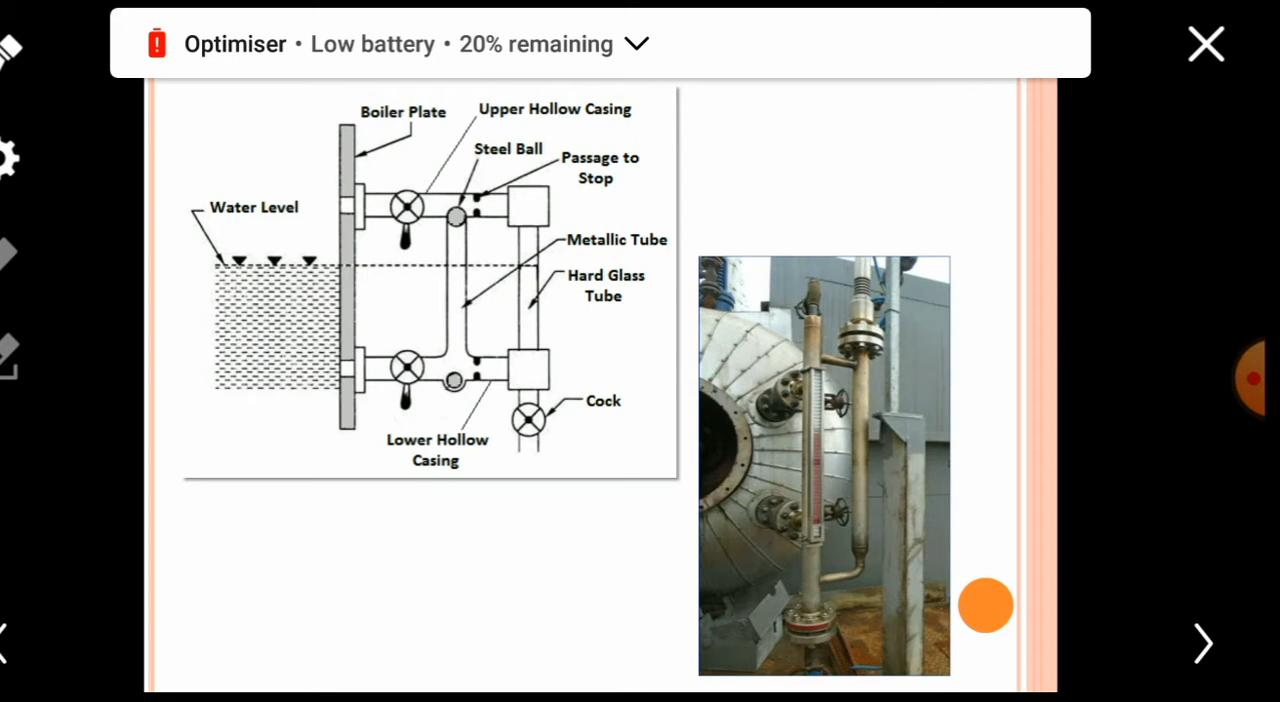 Optimiser • Low battery • 20% remaining
Boiler Plate
Upper Hollow Casing
Steel Ball
Passage to
Stop
Water Level
Metallic Tube
Hard Glass
Tube
Cock
Lower Hollow
Casing